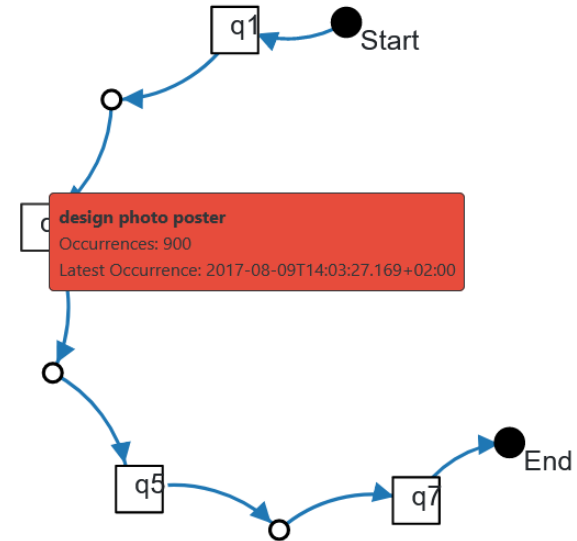 q1
Start
design photo poster
Occurrences: 900
Latest Occurrence: 2017-08-09T14:03:27.169+02:00
q5
q7
End